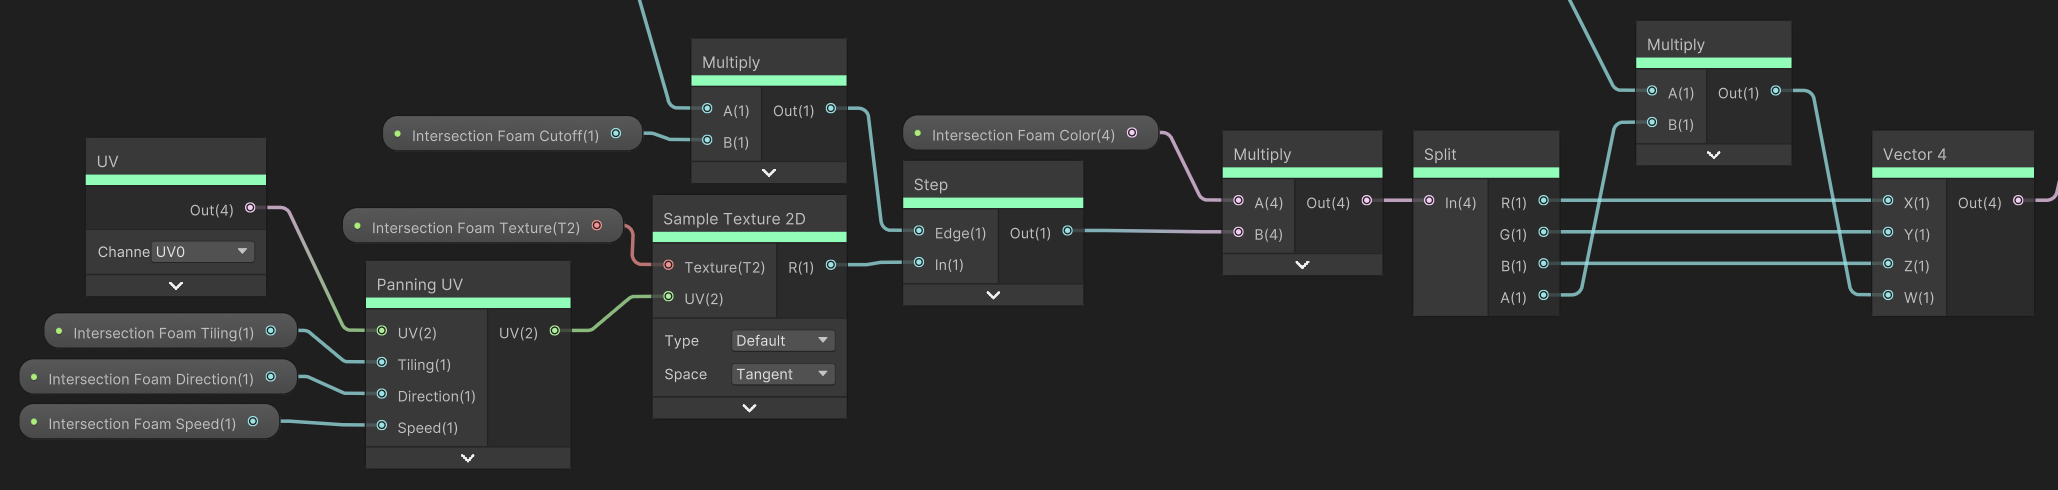 UV
Out(4)
Channe UV0
Intersection Foam Tiling(1)
Intersection Foam Direction(1)
Intersection Foam Speed(1)
Panning UV
UV(2) UV(2)
Tiling(1)
Direction(1)
Speed(1)
Intersection Foam Cutoff(1)
Intersection Foam Texture(T2)
Multiply
A(1) Out(1)
B(1)
Sample Texture 2D
Texture(T2) R(1)
UV(2)
Type Default
Space Tangent
Intersection Foam Color(4)
Step
Edge(1) Out(1)
In(1)
Multiply
A(4) Out(4)
B(4)
Split
In(4) R(1)
G(1)
B(1)
A(1)
Multiply
A(1) Out(1)
B(1)
Vector 4
X(1) Out(4)
Y(1)
Z(1)
W(1)